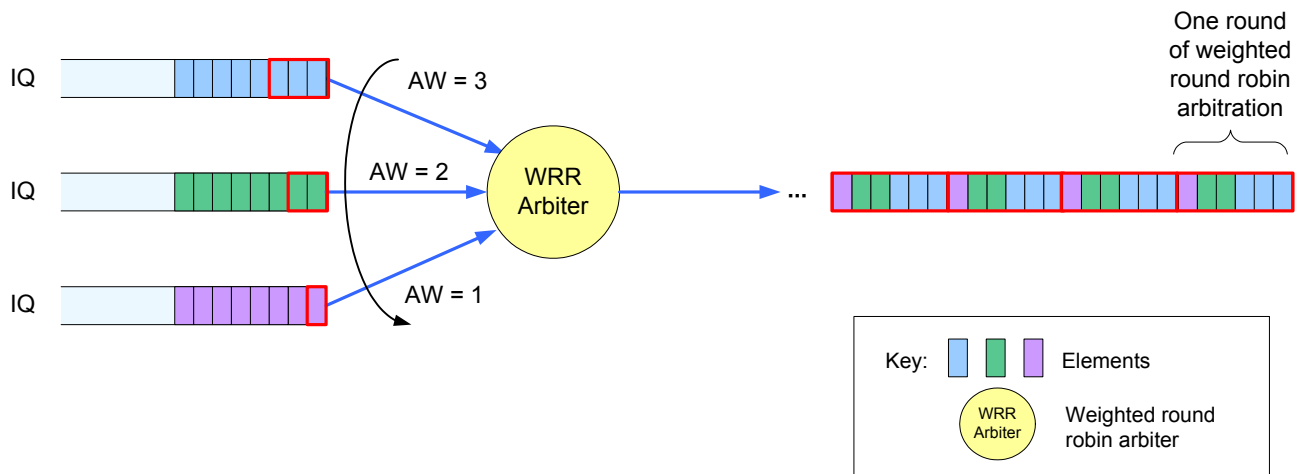 One round
of weighted
round robin
arbitration
IQ
AW = 3
IQ
AW = 2
WRR
Arbiter
...
IQ
AW = 1
Key:
Elements
WRR
Arbiter
Weighted round
robin arbiter